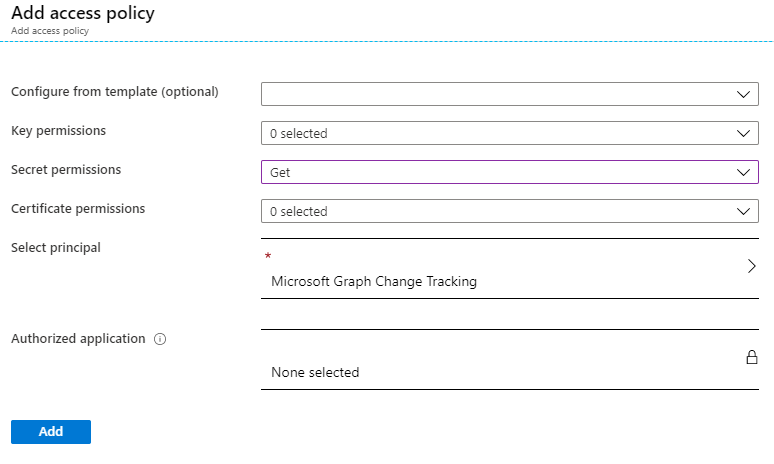 Add access policy
Add access policy
Configure from template (optional)
Key permissions
0 selected
Secret permissions
Get
Certificate permissions
0 selected
Select principal
*
Microsoft Graph Change Tracking
Authorized application
None selected
Add